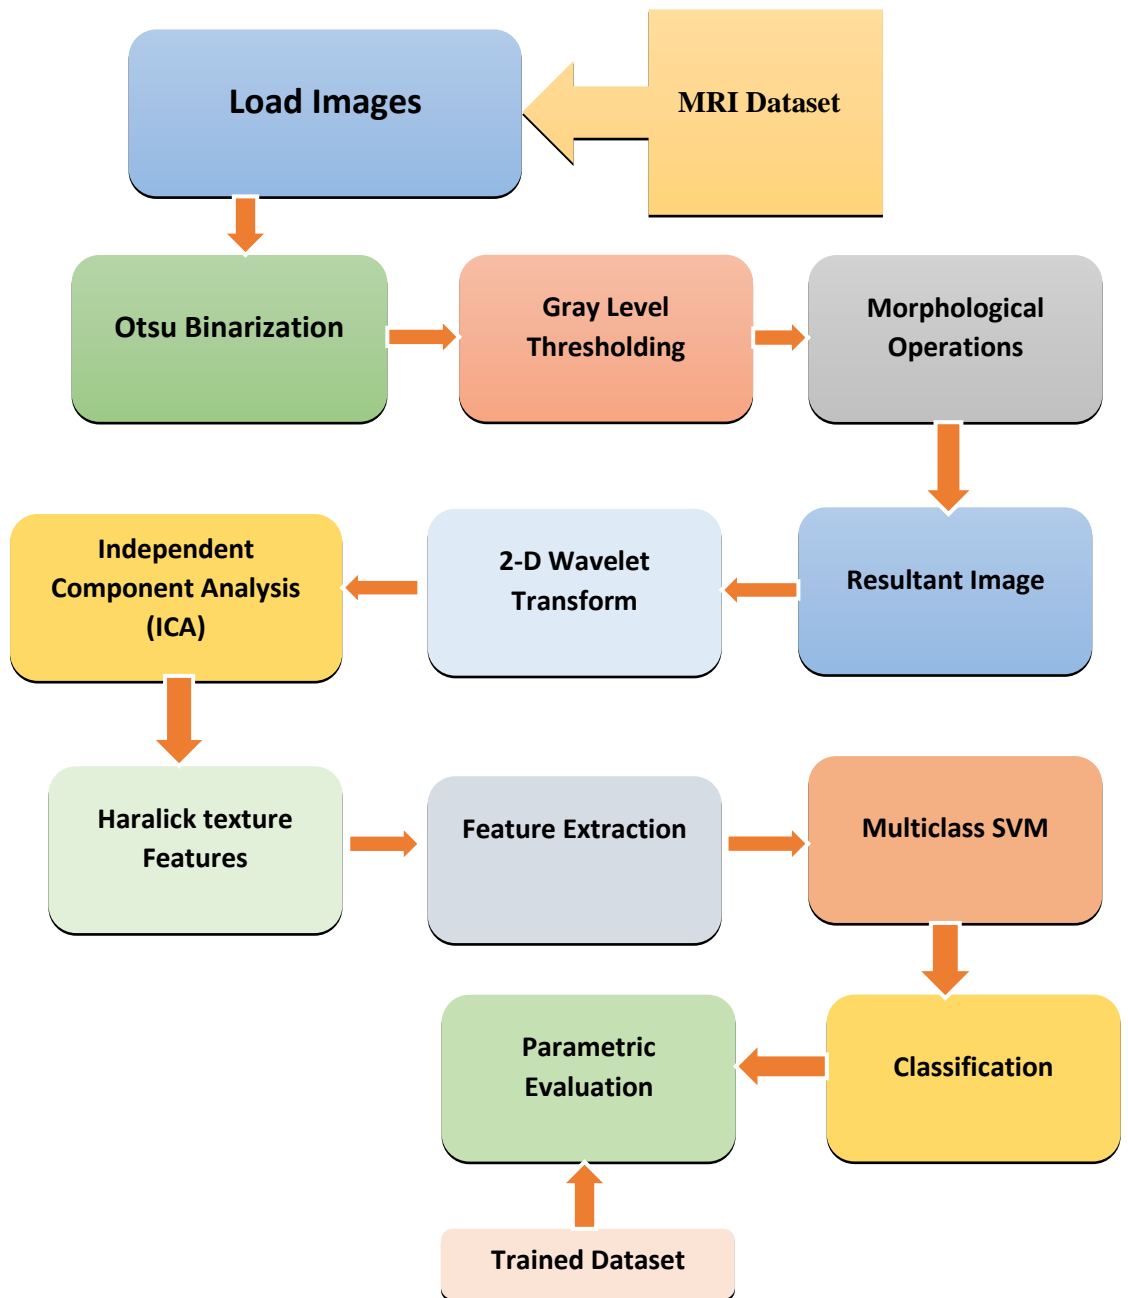 Load Images
MRI Dataset
Otsu Binarization
Gray Level
Thresholding
Morphological
Operations
Resultant Image
2-D Wavelet
Transform
Independent
Component Analysis
(ICA)
Haralick texture
Features
Feature Extraction
Multiclass SVM
Classification
Parametric
Evaluation
Trained Dataset